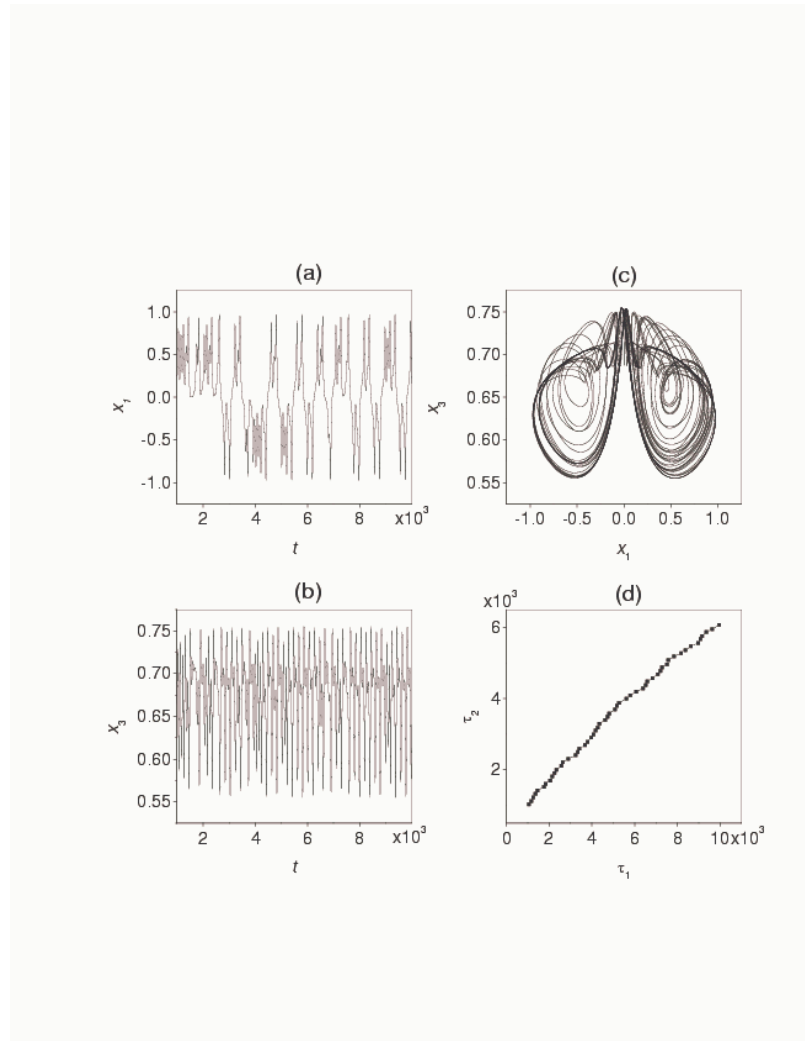 (a)
x₁
1.0
0.5
0.0
-0.5
-1.0
2 4 6 8 x10³
t
(c)
x₃
0.75
0.70
0.65
0.60
0.55
-1.0 -0.5 0.0 0.5 1.0
x₁
(b)
x₃
0.75
0.70
0.65
0.60
0.55
2 4 6 8 x10³
t
(d)
x10³
τ₂
6
4
2
0 2 4 6 8 10x10³
τ₁